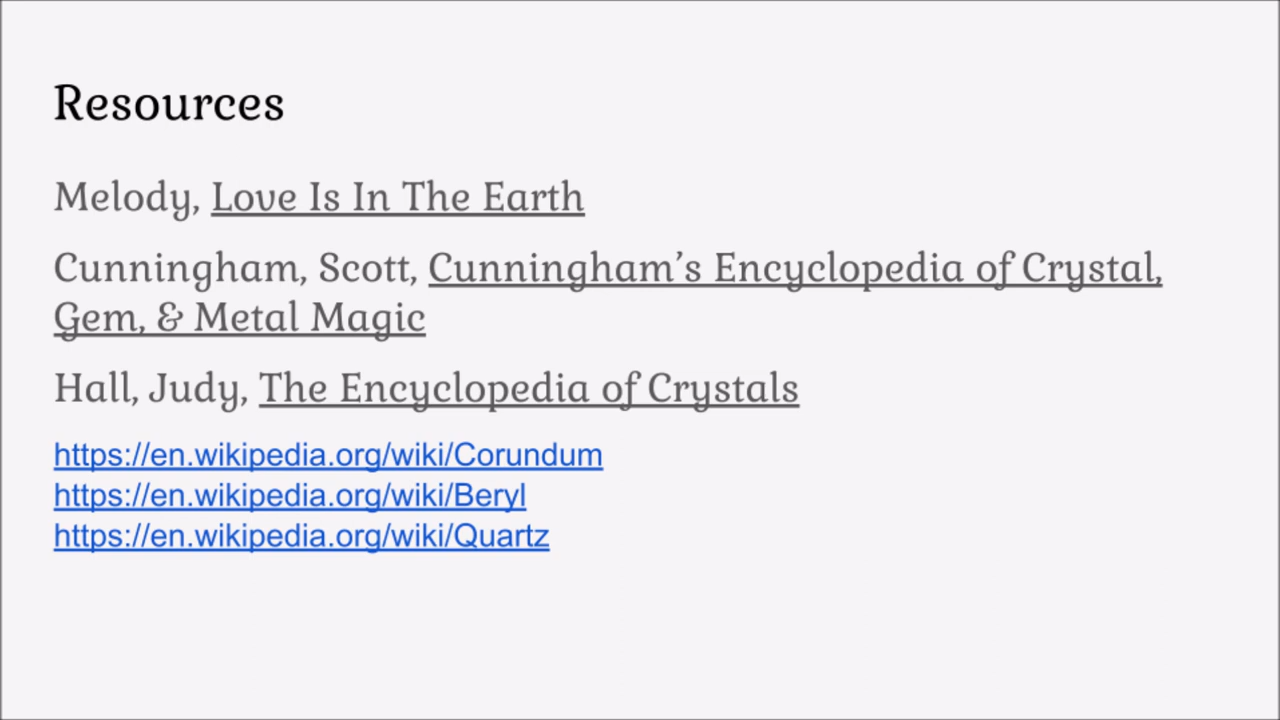 Resources
Melody, Love Is In The Earth
Cunningham, Scott, Cunningham’s Encyclopedia of Crystal,
Gem, & Metal Magic
Hall, Judy, The Encyclopedia of Crystals
https://en.wikipedia.org/wiki/Corundum
https://en.wikipedia.org/wiki/Beryl
https://en.wikipedia.org/wiki/Quartz